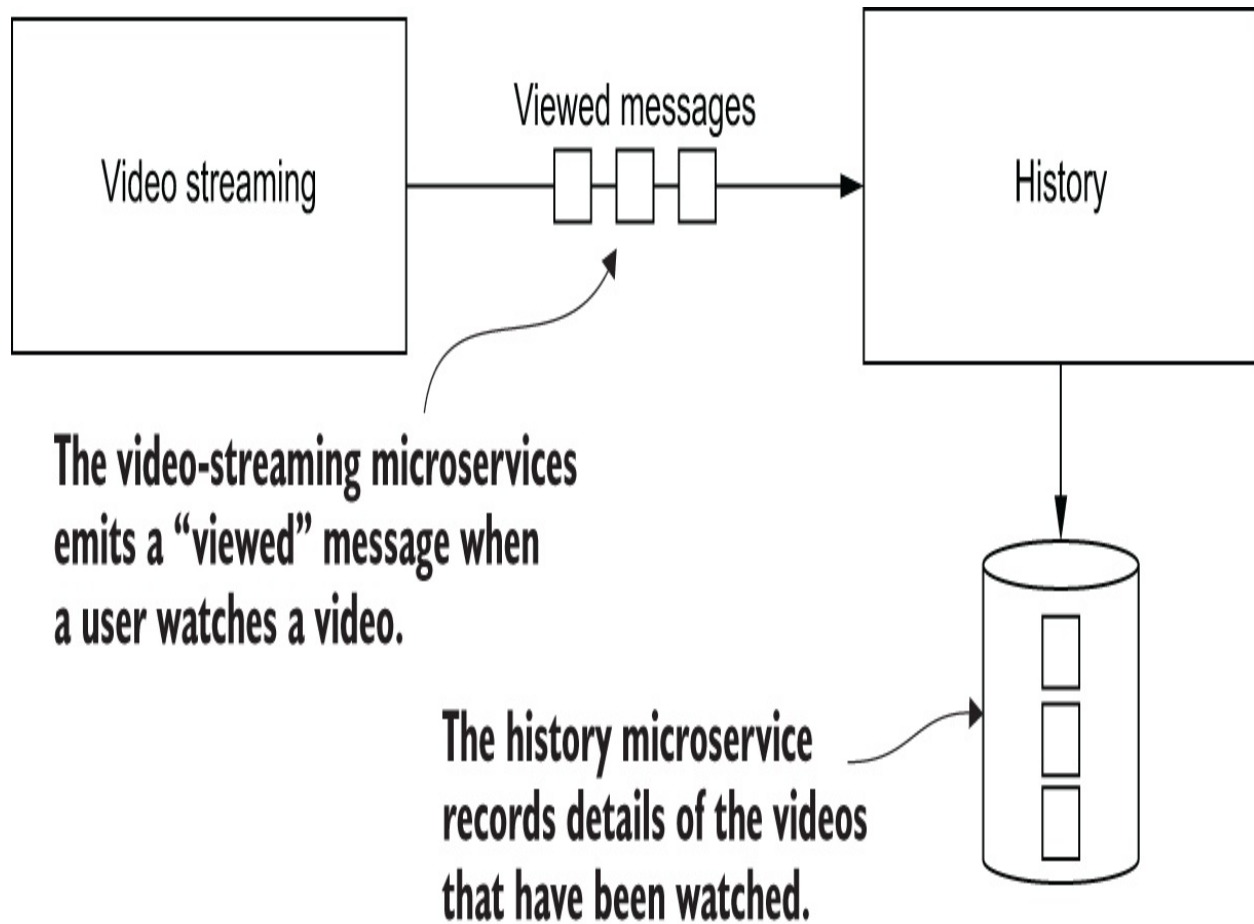 Video streaming
Viewed messages
History
The video-streaming microservices
emits a “viewed” message when
a user watches a video.
The history microservice
records details of the videos
that have been watched.